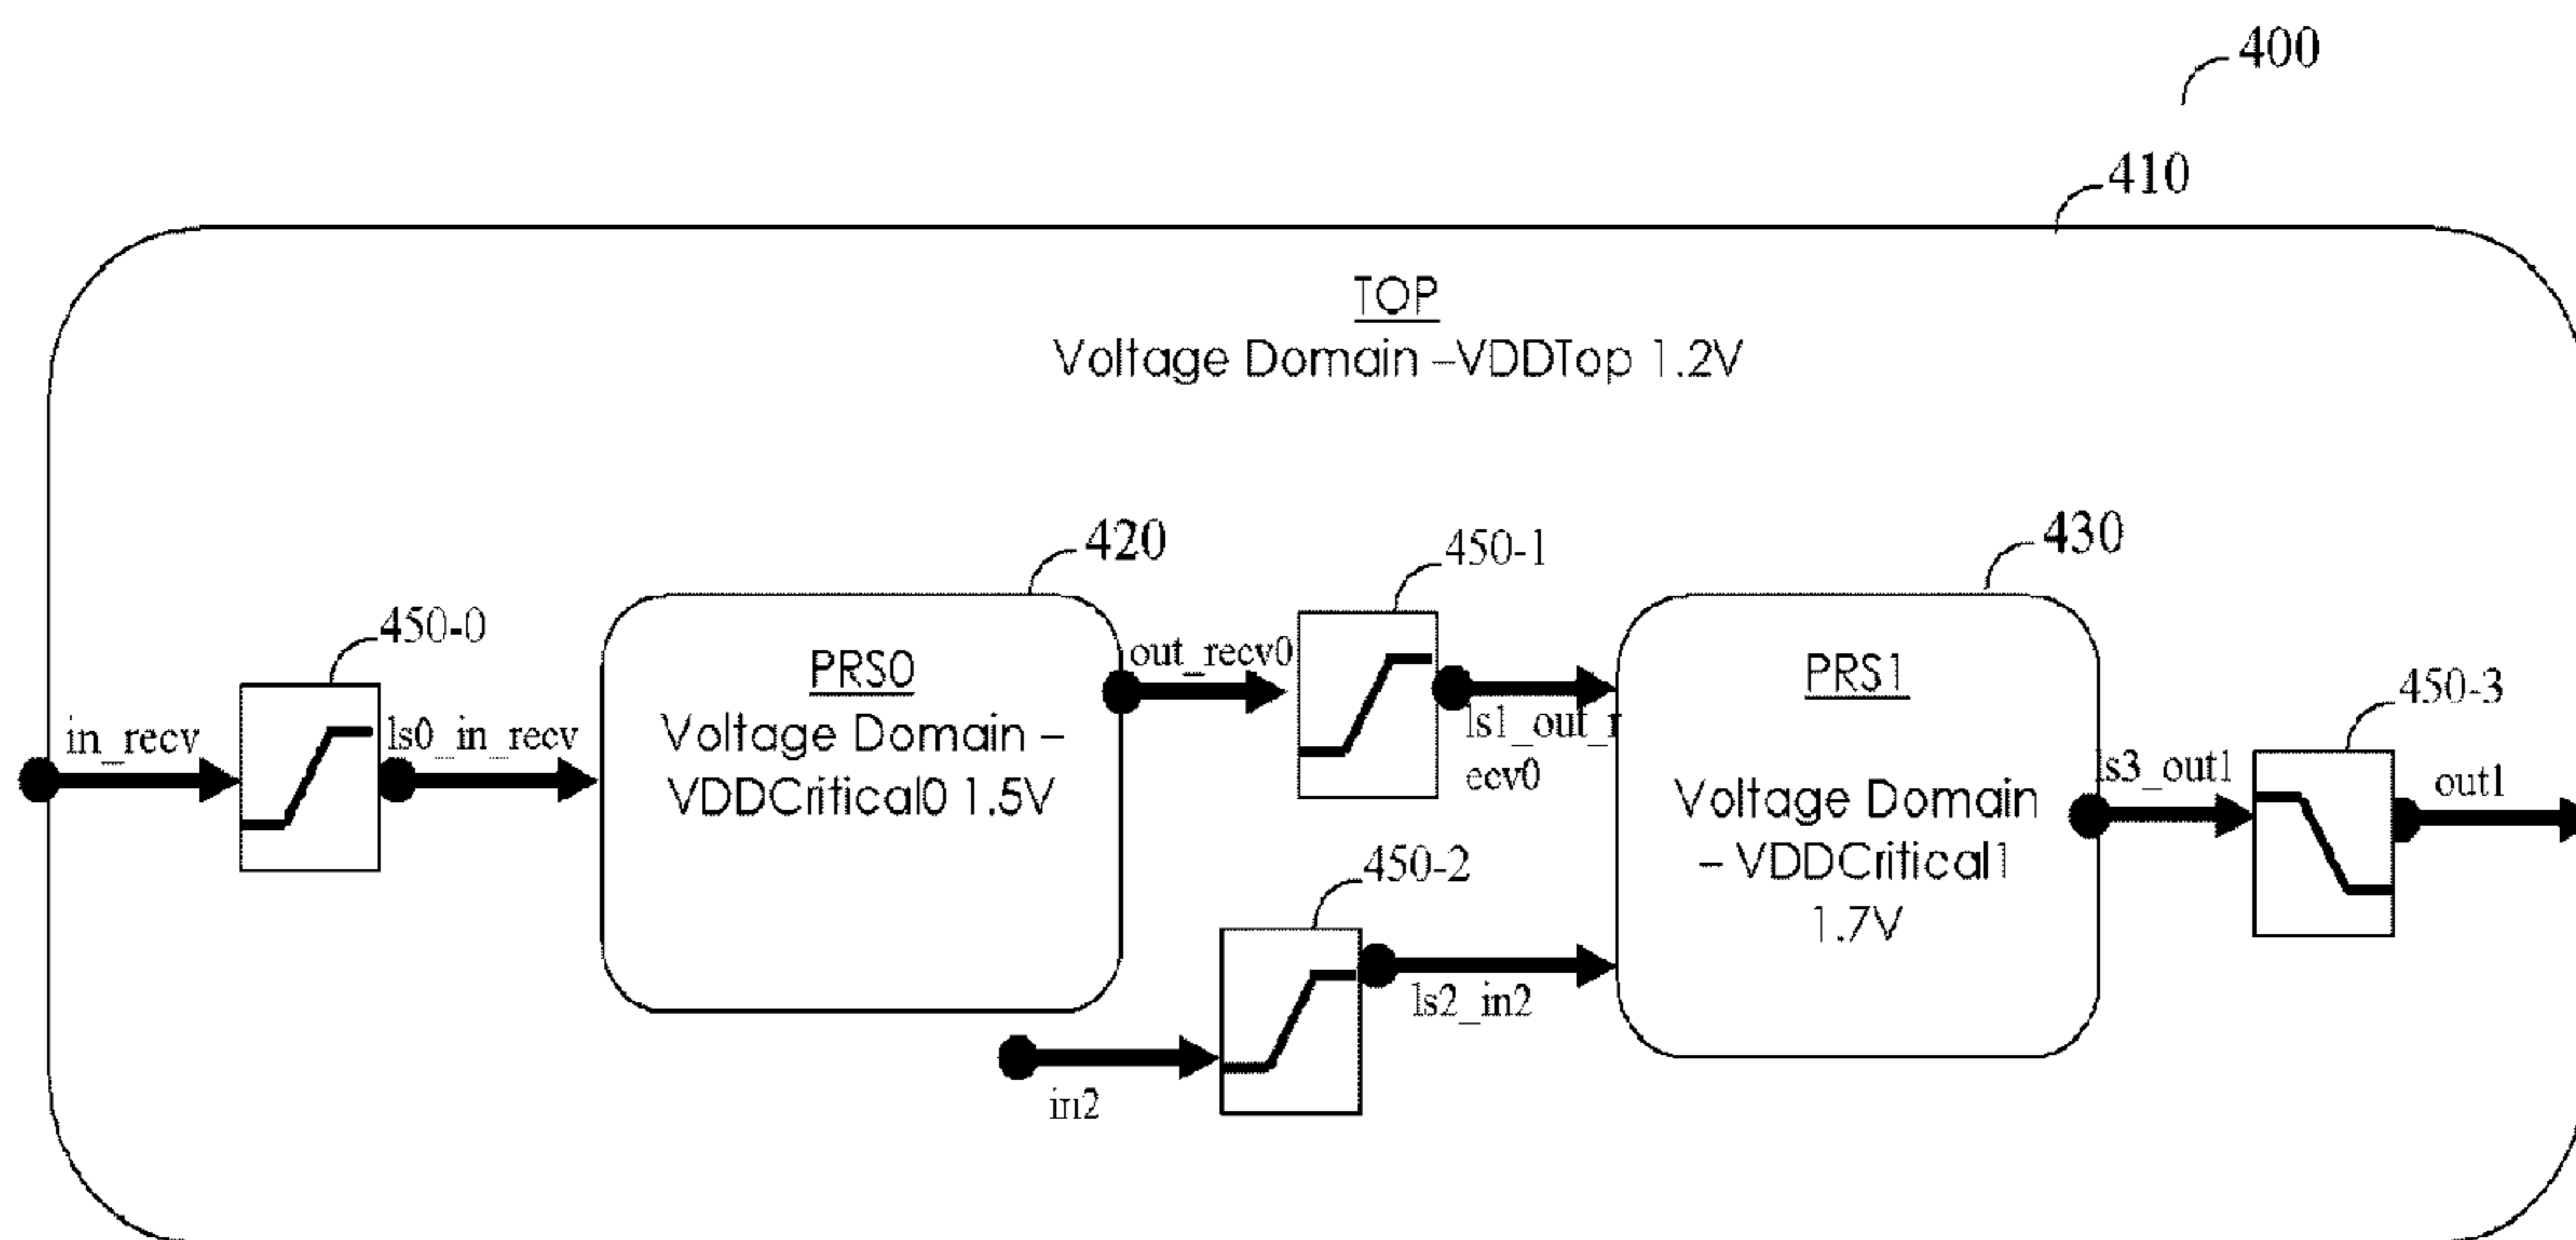 400
410
TOP
Voltage Domain –VDDTop 1.2V
420
450-1
430
450-0
out_recv0
PRS0
Voltage Domain –
VDDCritical0 1.5V
PRS1
Voltage Domain
– VDDCritical1
1.7V
450-3
in_recv
ls0_in_recv
ls1_out_r
ecv0
ls3_out1
out1
450-2
ls2_in2
in2